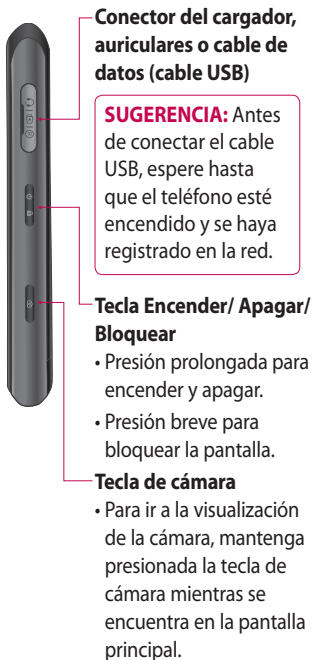 Conector del cargador,
auriculares o cable de
datos (cable USB)
SUGERENCIA: Antes
de conectar el cable
USB, espere hasta
que el teléfono esté
encendido y se haya
registrado en la red.
Tecla Encender/ Apagar/
Bloquear
• Presión prolongada para
encender y apagar.
• Presión breve para
bloquear la pantalla.
Tecla de cámara
• Para ir a la visualización
de la cámara, mantenga
presionada la tecla de
cámara mientras se
encuentra en la pantalla
principal.